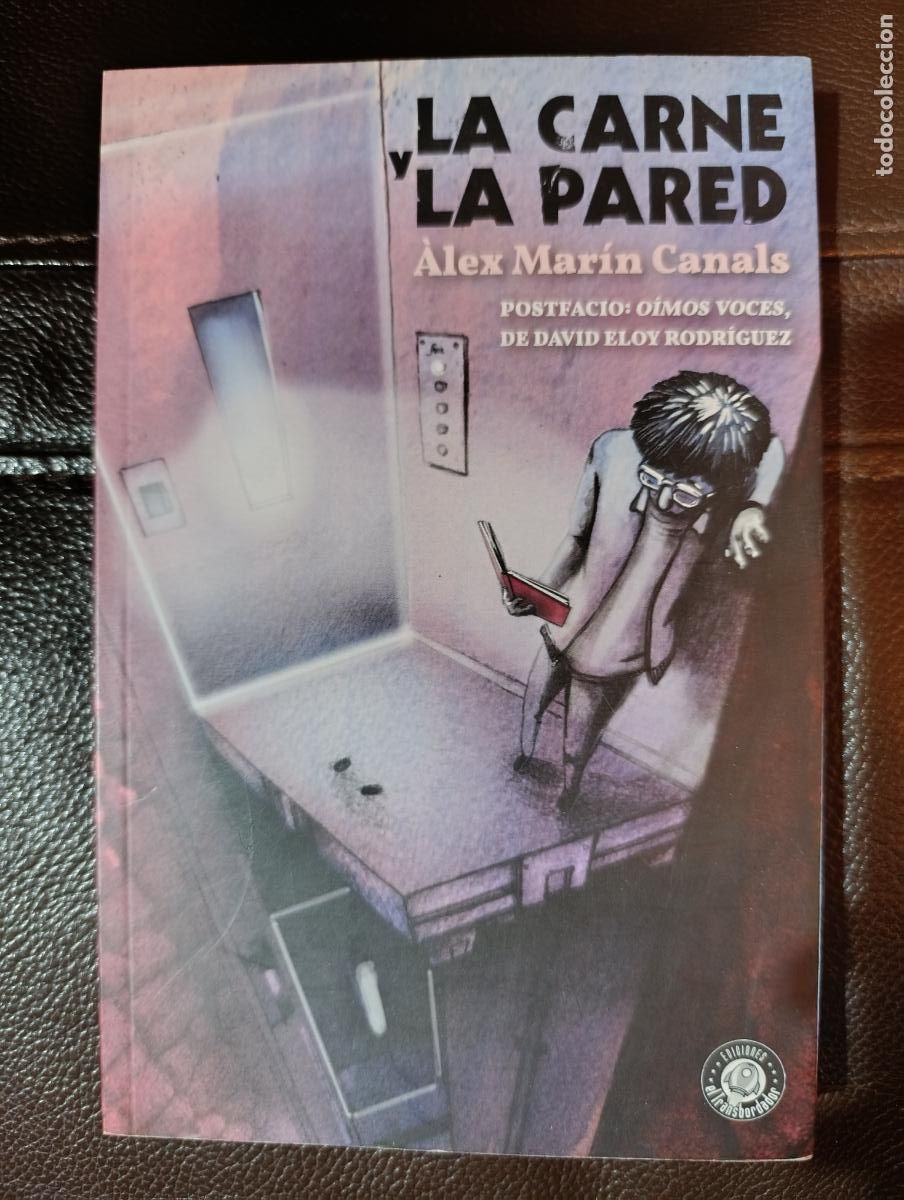 LA CARNE
Y LA PARED
Àlex Marín Canals
POSTFACIO: OÍMOS VOCES,
DE DAVID ELOY RODRÍGUEZ
EDICIONES
el Transbordador
todocoleccion